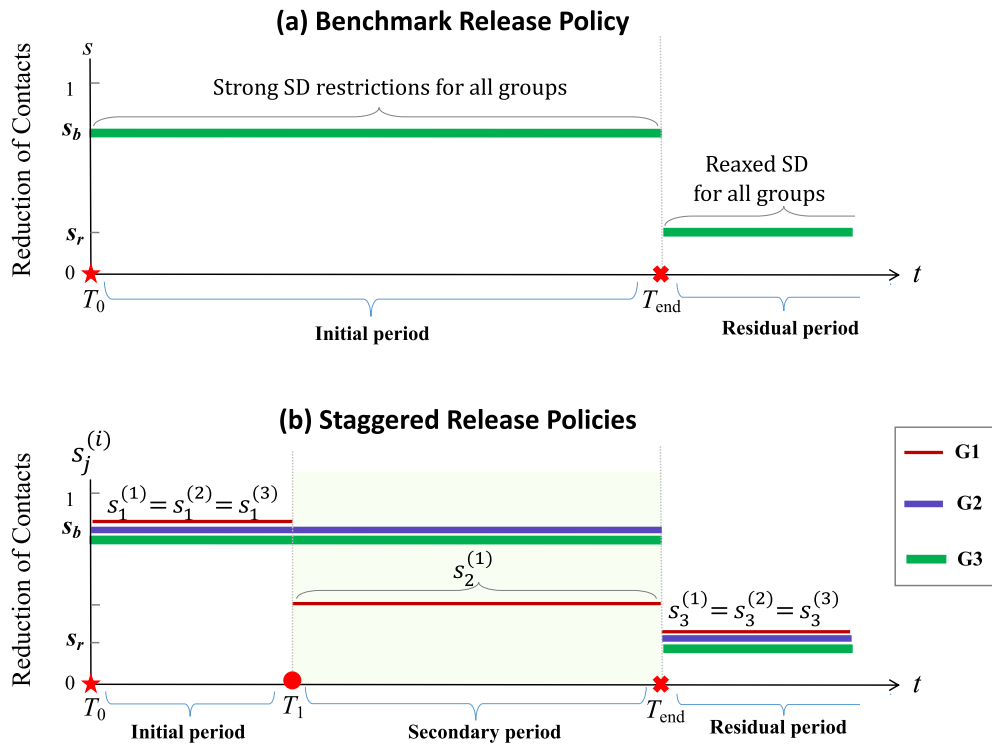 (a) Benchmark Release Policy
s
Reduction of Contacts
1
Strong SD restrictions for all groups
s_b
Reaxed SD
for all groups
s_r
0
t
T_0
T_end
Initial period
Residual period
(b) Staggered Release Policies
s_j^(i)
Reduction of Contacts
1
s_1^(1) = s_1^(2) = s_1^(3)
s_b
s_2^(1)
s_3^(1) = s_3^(2) = s_3^(3)
s_r
0
t
T_0
T_1
T_end
Initial period
Secondary period
Residual period
G1
G2
G3